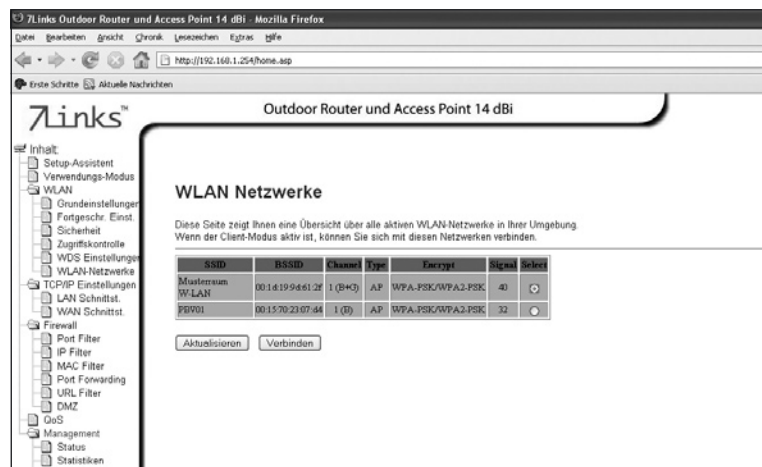 7Links Outdoor Router und Access Point 14 dBi - Mozilla Firefox
Datei Bearbeiten Ansicht Chronik Lesezeichen Extras Hilfe
http://192.168.1.254/home.asp
Erste Schritte Aktuelle Nachrichten
7Links™
Outdoor Router und Access Point 14 dBi
Inhalt:
Setup-Assistent
Verwendungs-Modus
WLAN
Grundeinstellungen
Fortgeschr. Einst.
Sicherheit
Zugriffskontrolle
WDS Einstellungen
WLAN-Netzwerke
TCP/IP Einstellungen
LAN Schnittst.
WAN Schnittst.
Firewall
Port Filter
IP Filter
MAC Filter
Port Forwarding
URL Filter
DMZ
QoS
Management
Status
Statistiken
WLAN Netzwerke
Diese Seite zeigt Ihnen eine Übersicht über alle aktiven WLAN-Netzwerke in Ihrer Umgebung.
Wenn der Client-Modus aktiv ist, können Sie sich mit diesen Netzwerken verbinden.
SSID BSSID Channel Type Encrypt Signal Select
Musterraum W-LAN 00:1d:19:9d:61:2f 1 (B+G) AP WPA-PSK/WPA2-PSK 40
PBV01 00:15:70:23:07:d4 1 (B) AP WPA-PSK/WPA2-PSK 32
Aktualisieren Verbinden